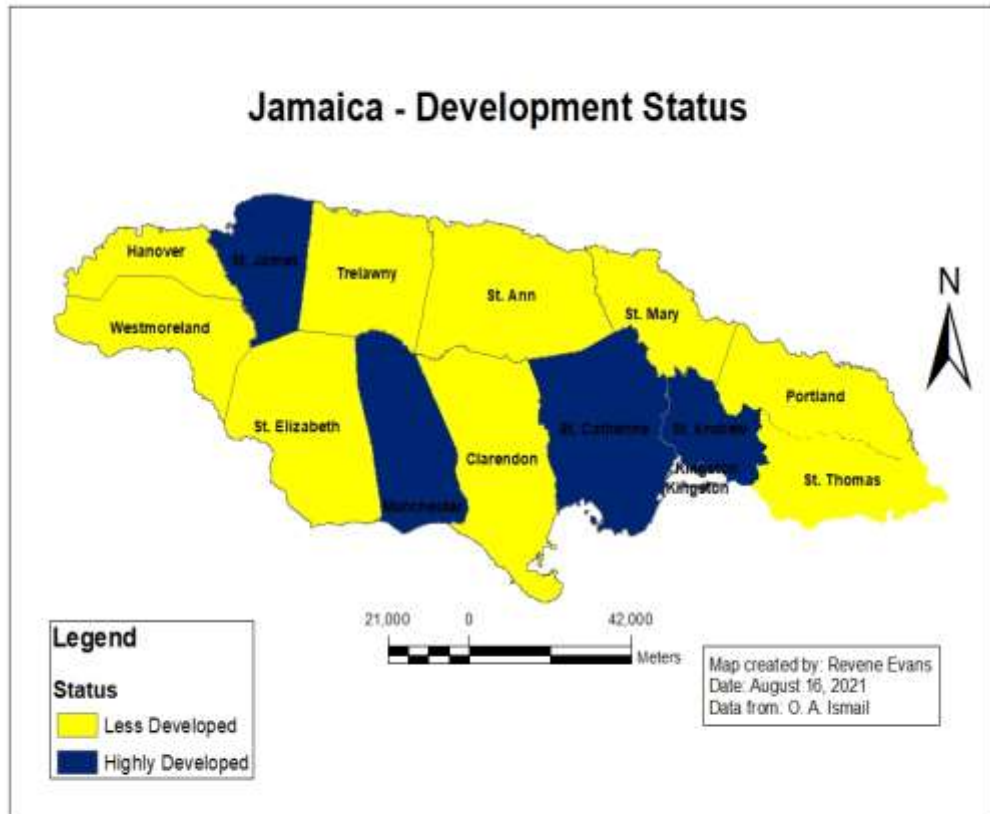 Jamaica - Development Status
Hanover
St. James
Trelawny
St. Ann
St. Mary
N
Westmoreland
Portland
St. Elizabeth
St. Catherine
St. Andrew
Clarendon
Kingston
Kingston
St. Thomas
Manchester
21,000 0 42,000
Meters
Legend
Status
Less Developed
Highly Developed
Map created by: Revene Evans
Date: August 16, 2021
Data from: O. A. Ismail